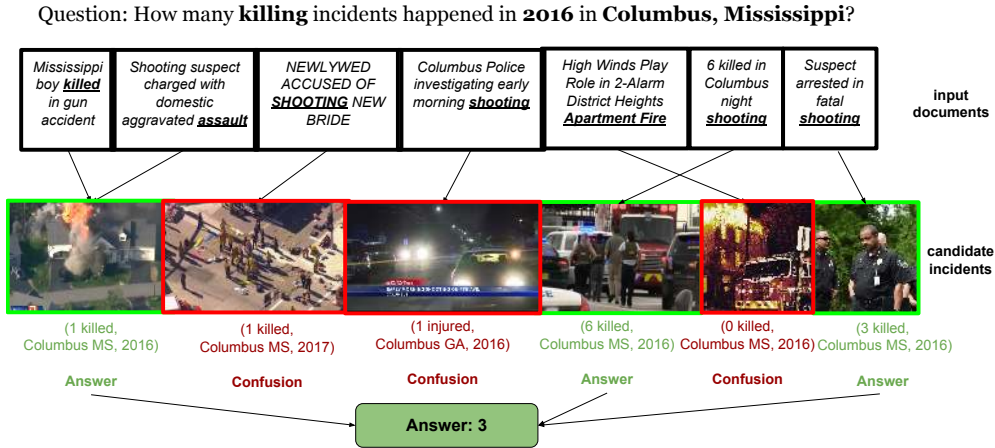 Question: How many killing incidents happened in 2016 in Columbus, Mississippi?
Mississippi
boy killed
in gun
accident
Shooting suspect
charged with
domestic
aggravated assault
NEWLYWED
ACCUSED OF
SHOOTING NEW
BRIDE
Columbus Police
investigating early
morning shooting
High Winds Play
Role in 2-Alarm
District Heights
Apartment Fire
6 killed in
Columbus
night
shooting
Suspect
arrested in
fatal
shooting
input
documents
candidate
incidents
(1 killed,
Columbus MS, 2016)
(1 killed,
Columbus MS, 2017)
(1 injured,
Columbus GA, 2016)
(6 killed,
Columbus MS, 2016)
(0 killed,
Columbus MS, 2016)
(3 killed,
Columbus MS, 2016)
Answer
Confusion
Confusion
Answer
Confusion
Answer
Answer: 3